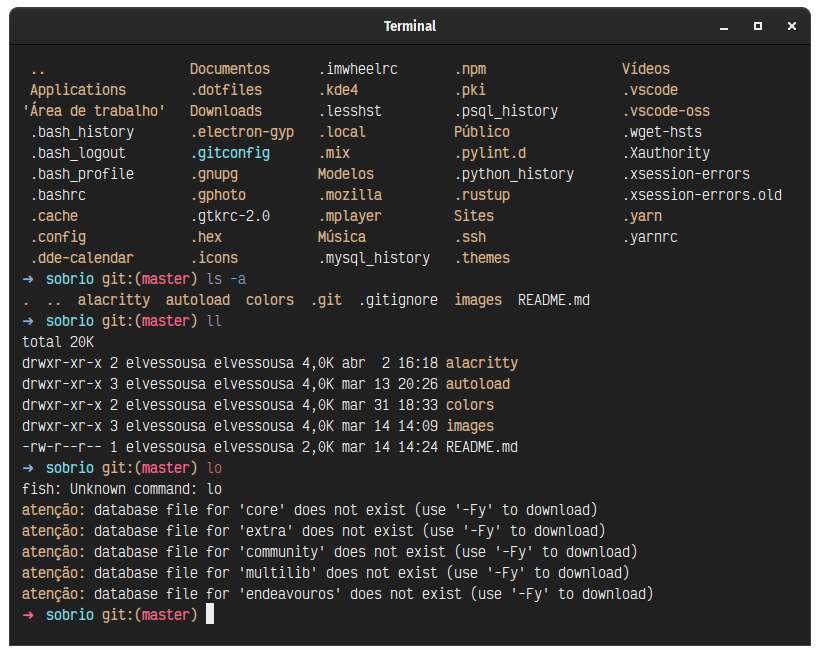 Terminal
 ..                  Documentos      .imwheelrc       .npm                 Vídeos
 Applications        .dotfiles       .kde4            .pki                 .vscode
'Área de trabalho'   Downloads       .lesshst         .psql_history        .vscode-oss
 .bash_history       .electron-gyp   .local           Público              .wget-hsts
 .bash_logout        .gitconfig      .mix             .pylint.d            .Xauthority
 .bash_profile       .gnupg          Modelos          .python_history      .xsession-errors
 .bashrc             .gphoto         .mozilla         .rustup              .xsession-errors.old
 .cache              .gtkrc-2.0      .mplayer         Sites                .yarn
 .config             .hex            Música           .ssh                 .yarnrc
 .dde-calendar       .icons          .mysql_history   .themes
➜  sobrio git:(master) ls -a
.  ..  alacritty  autoload  colors  .git  .gitignore  images  README.md
➜  sobrio git:(master) ll
total 20K
drwxr-xr-x 2 elvessousa elvessousa 4,0K abr  2 16:18 alacritty
drwxr-xr-x 3 elvessousa elvessousa 4,0K mar 13 20:26 autoload
drwxr-xr-x 2 elvessousa elvessousa 4,0K mar 31 18:33 colors
drwxr-xr-x 3 elvessousa elvessousa 4,0K mar 14 14:09 images
-rw-r--r-- 1 elvessousa elvessousa 2,0K mar 14 14:24 README.md
➜  sobrio git:(master) lo
fish: Unknown command: lo
atenção: database file for 'core' does not exist (use '-Fy' to download)
atenção: database file for 'extra' does not exist (use '-Fy' to download)
atenção: database file for 'community' does not exist (use '-Fy' to download)
atenção: database file for 'multilib' does not exist (use '-Fy' to download)
atenção: database file for 'endeavouros' does not exist (use '-Fy' to download)
➜  sobrio git:(master)